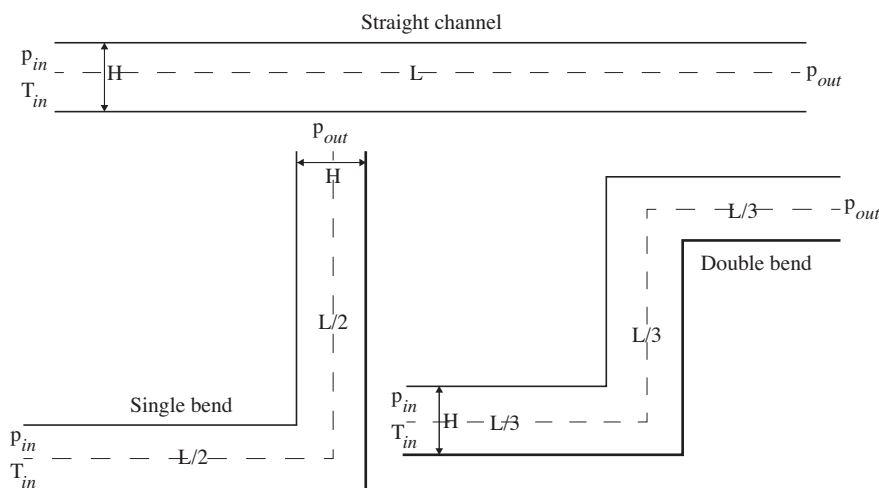 Straight channel
p_in
T_in
H
L
p_out
p_out
H
L/2
Single bend
p_in
T_in
L/2
L/3
p_out
Double bend
L/3
p_in
T_in
H
L/3